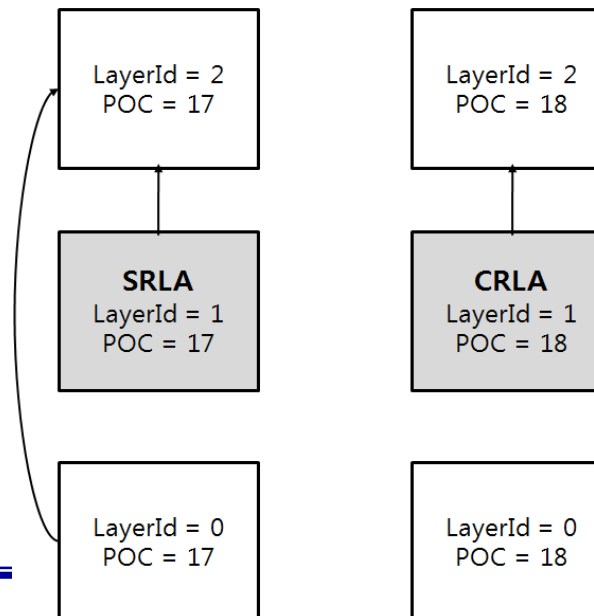 LayerId = 2
POC = 17
LayerId = 2
POC = 18
SRLA
LayerId = 1
POC = 17
CRLA
LayerId = 1
POC = 18
LayerId = 0
POC = 17
LayerId = 0
POC = 18